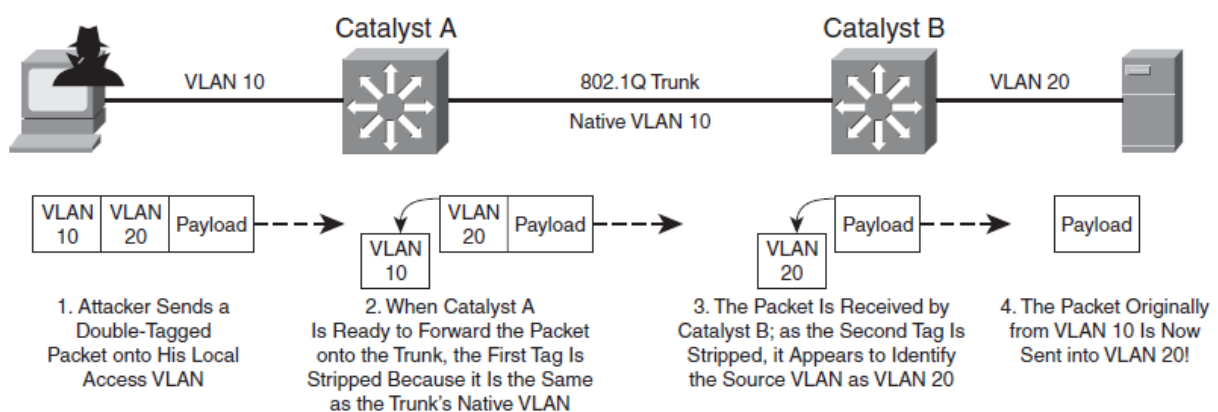 Catalyst A
Catalyst B
VLAN 10
802.1Q Trunk
VLAN 20
Native VLAN 10
VLAN
10
VLAN
20
Payload
VLAN
20
Payload
VLAN
10
Payload
VLAN
20
Payload
1. Attacker Sends a
Double-Tagged
Packet onto His Local
Access VLAN
2. When Catalyst A
Is Ready to Forward the Packet
onto the Trunk, the First Tag Is
Stripped Because it Is the Same
as the Trunk's Native VLAN
3. The Packet Is Received by
Catalyst B; as the Second Tag Is
Stripped, it Appears to Identify
the Source VLAN as VLAN 20
4. The Packet Originally
from VLAN 10 Is Now
Sent into VLAN 20!